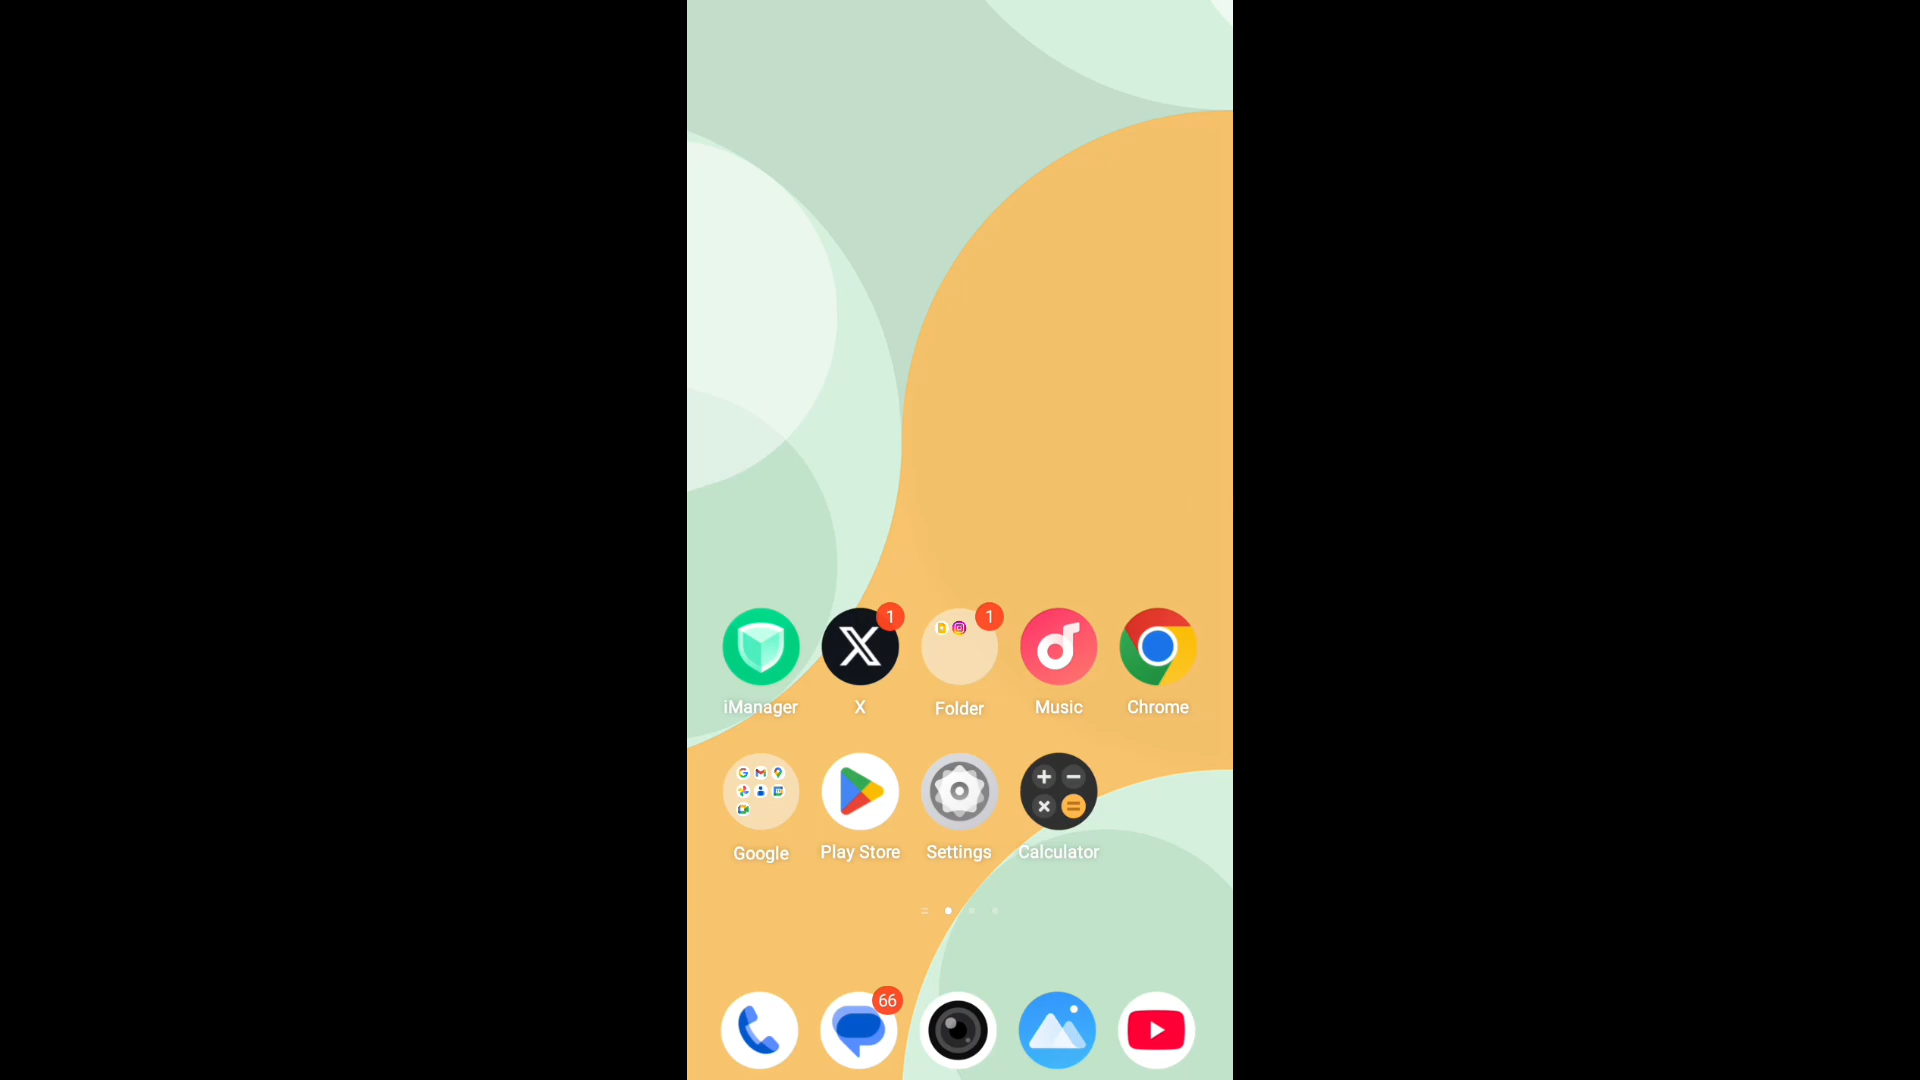 1
1
iManager
X
Folder
Music
Chrome
Google
Play Store
Settings
Calculator
66